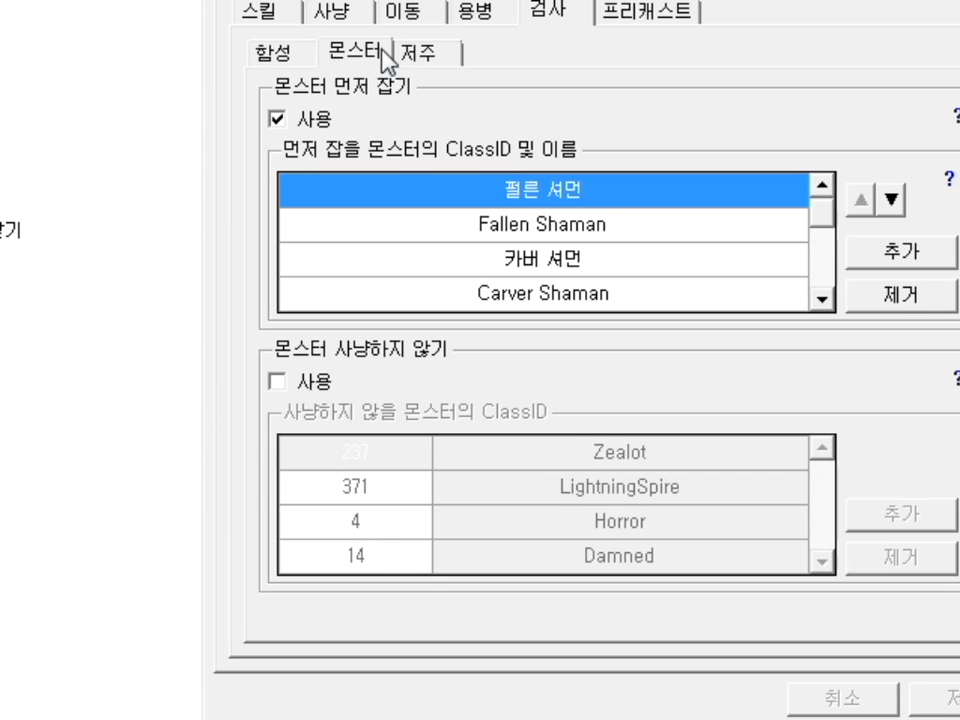 스킬 사냥 이동 용병 검사 프리캐스트
함성 몬스터 저주
몬스터 먼저 잡기
사용
?
먼저 잡을 몬스터의 ClassID 및 이름
?
펄른 셔먼
Fallen Shaman
카버 셔먼
Carver Shaman
추가
제거
몬스터 사냥하지 않기
사용
?
사냥하지 않을 몬스터의 ClassID
237 Zealot
371 LightningSpire
4 Horror
14 Damned
추가
제거
취소